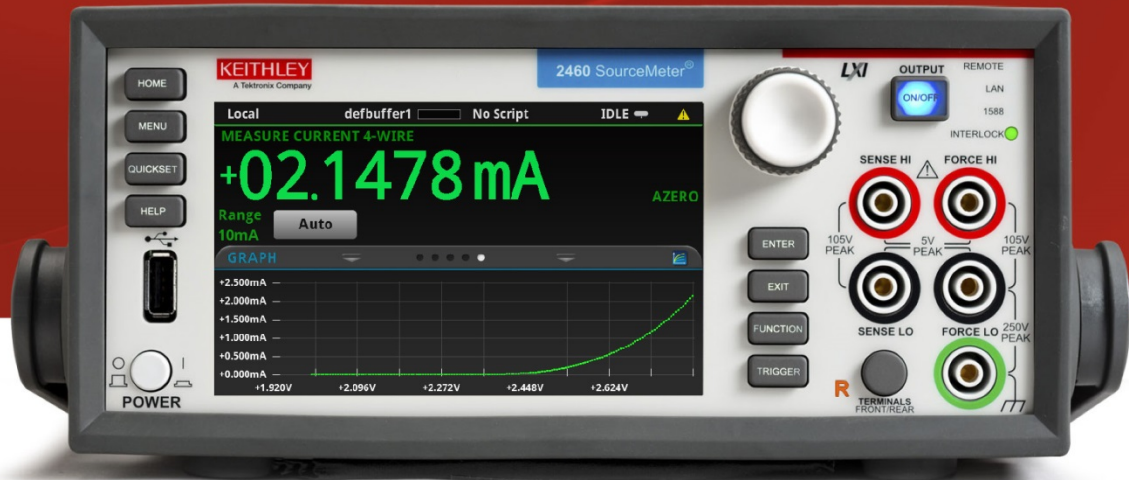 HOME
MENU
QUICKSET
HELP
POWER
KEITHLEY
A Tektronix Company
2460 SourceMeter®
Local defbuffer1 No Script IDLE
MEASURE CURRENT 4-WIRE
+02.1478 mA
AZERO
Range Auto
10mA
GRAPH
+2.500mA
+2.000mA
+1.500mA
+1.000mA
+0.500mA
+0.000mA
+1.920V +2.096V +2.272V +2.448V +2.624V
ENTER
EXIT
FUNCTION
TRIGGER
LXI
OUTPUT
ON/OFF
REMOTE
LAN
1588
INTERLOCK
SENSE HI FORCE HI
105V PEAK
5V PEAK
105V PEAK
SENSE LO FORCE LO
250V PEAK
R
TERMINALS
FRONT/REAR